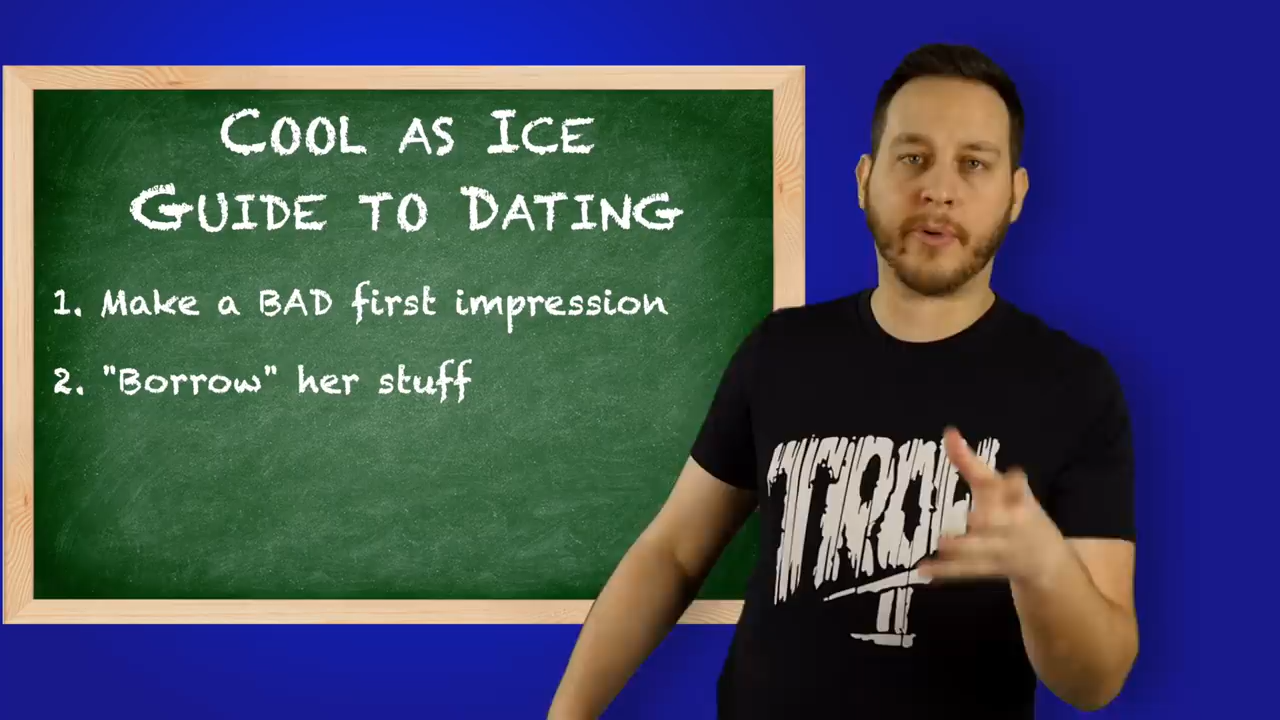 Cool as Ice
Guide to Dating
1. Make a BAD first impression
2. "Borrow" her stuff